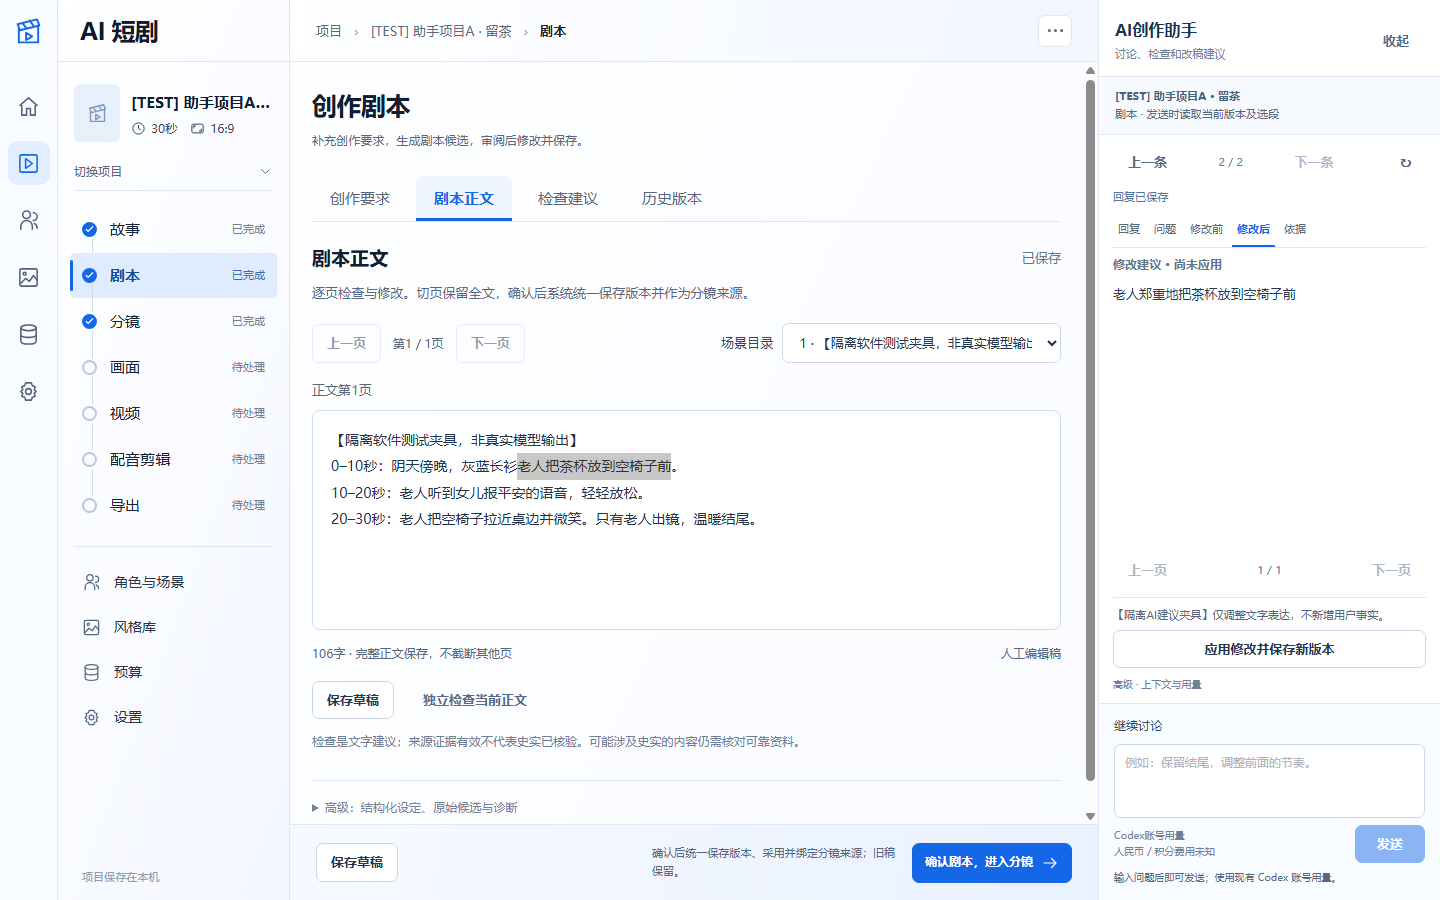 AI 短剧
[TEST] 助手项目A...
30秒 16:9
切换项目
故事 已完成
剧本 已完成
分镜 已完成
画面 待处理
视频 待处理
配音剪辑 待处理
导出 待处理
角色与场景
风格库
预算
设置
项目保存在本机
项目 › [TEST] 助手项目A · 留茶 › 剧本
创作剧本
补充创作要求，生成剧本候选，审阅后修改并保存。
创作要求 剧本正文 检查建议 历史版本
剧本正文 已保存
逐页检查与修改。切页保留全文，确认后系统统一保存版本并作为分镜来源。
上一页 第1 / 1页 下一页 场景目录 1 · 【隔离软件测试夹具，非真实模型输出
正文第1页
【隔离软件测试夹具，非真实模型输出】
0–10秒：阴天傍晚，灰蓝长衫老人把茶杯放到空椅子前。
10–20秒：老人听到女儿报平安的语音，轻轻放松。
20–30秒：老人把空椅子拉近桌边并微笑。只有老人出镜，温暖结尾。
106字 · 完整正文保存，不截断其他页 人工编辑稿
保存草稿 独立检查当前正文
检查是文字建议；来源证据有效不代表史实已核验。可能涉及史实的内容仍需核对可靠资料。
高级：结构化设定、原始候选与诊断
保存草稿
确认后统一保存版本、采用并绑定分镜来源；旧稿
保留。
确认剧本，进入分镜 →
AI创作助手 收起
讨论、检查和改稿建议
[TEST] 助手项目A • 留茶
剧本 · 发送时读取当前版本及选段
上一条 2 / 2 下一条 ↻
回复已保存
回复 问题 修改前 修改后 依据
修改建议 • 尚未应用
老人郑重地把茶杯放到空椅子前
上一页 1 / 1 下一页
【隔离AI建议夹具】仅调整文字表达，不新增用户事实。
应用修改并保存新版本
高级 · 上下文与用量
继续讨论
例如：保留结尾，调整前面的节奏。
Codex账号用量
人民币 / 积分费用未知
发送
输入问题后即可发送；使用现有 Codex 账号用量。